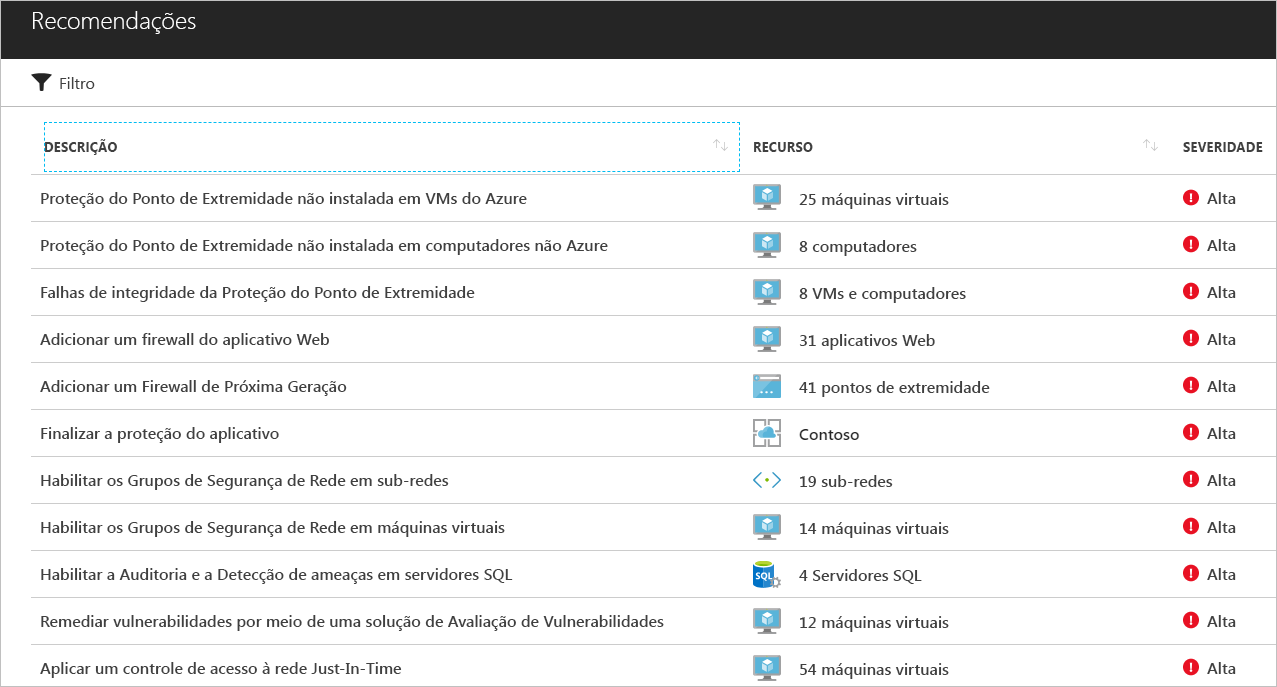 Recomendações
Filtro
DESCRIÇÃO RECURSO SEVERIDADE
Proteção do Ponto de Extremidade não instalada em VMs do Azure 25 máquinas virtuais Alta
Proteção do Ponto de Extremidade não instalada em computadores não Azure 8 computadores Alta
Falhas de integridade da Proteção do Ponto de Extremidade 8 VMs e computadores Alta
Adicionar um firewall do aplicativo Web 31 aplicativos Web Alta
Adicionar um Firewall de Próxima Geração 41 pontos de extremidade Alta
Finalizar a proteção do aplicativo Contoso Alta
Habilitar os Grupos de Segurança de Rede em sub-redes 19 sub-redes Alta
Habilitar os Grupos de Segurança de Rede em máquinas virtuais 14 máquinas virtuais Alta
Habilitar a Auditoria e a Detecção de ameaças em servidores SQL SQL 4 Servidores SQL Alta
Remediar vulnerabilidades por meio de uma solução de Avaliação de Vulnerabilidades 12 máquinas virtuais Alta
Aplicar um controle de acesso à rede Just-In-Time 54 máquinas virtuais Alta